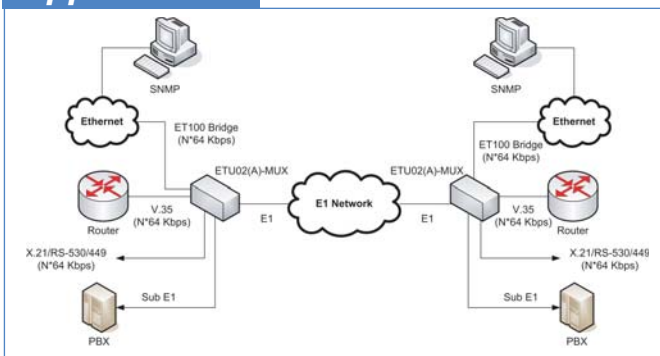 SNMP
SNMP
Ethernet
Ethernet
ET100 Bridge
(N*64 Kbps)
ET100 Bridge
(N*64 Kbps)
ETU02(A)-MUX
ETU02(A)-MUX
E1 Network
V.35
(N*64 Kbps)
E1
E1
V.35
(N*64 Kbps)
Router
Router
X.21/RS-530/449
(N*64 Kbps)
X.21/RS-530/449
(N*64 Kbps)
Sub E1
Sub E1
PBX
PBX